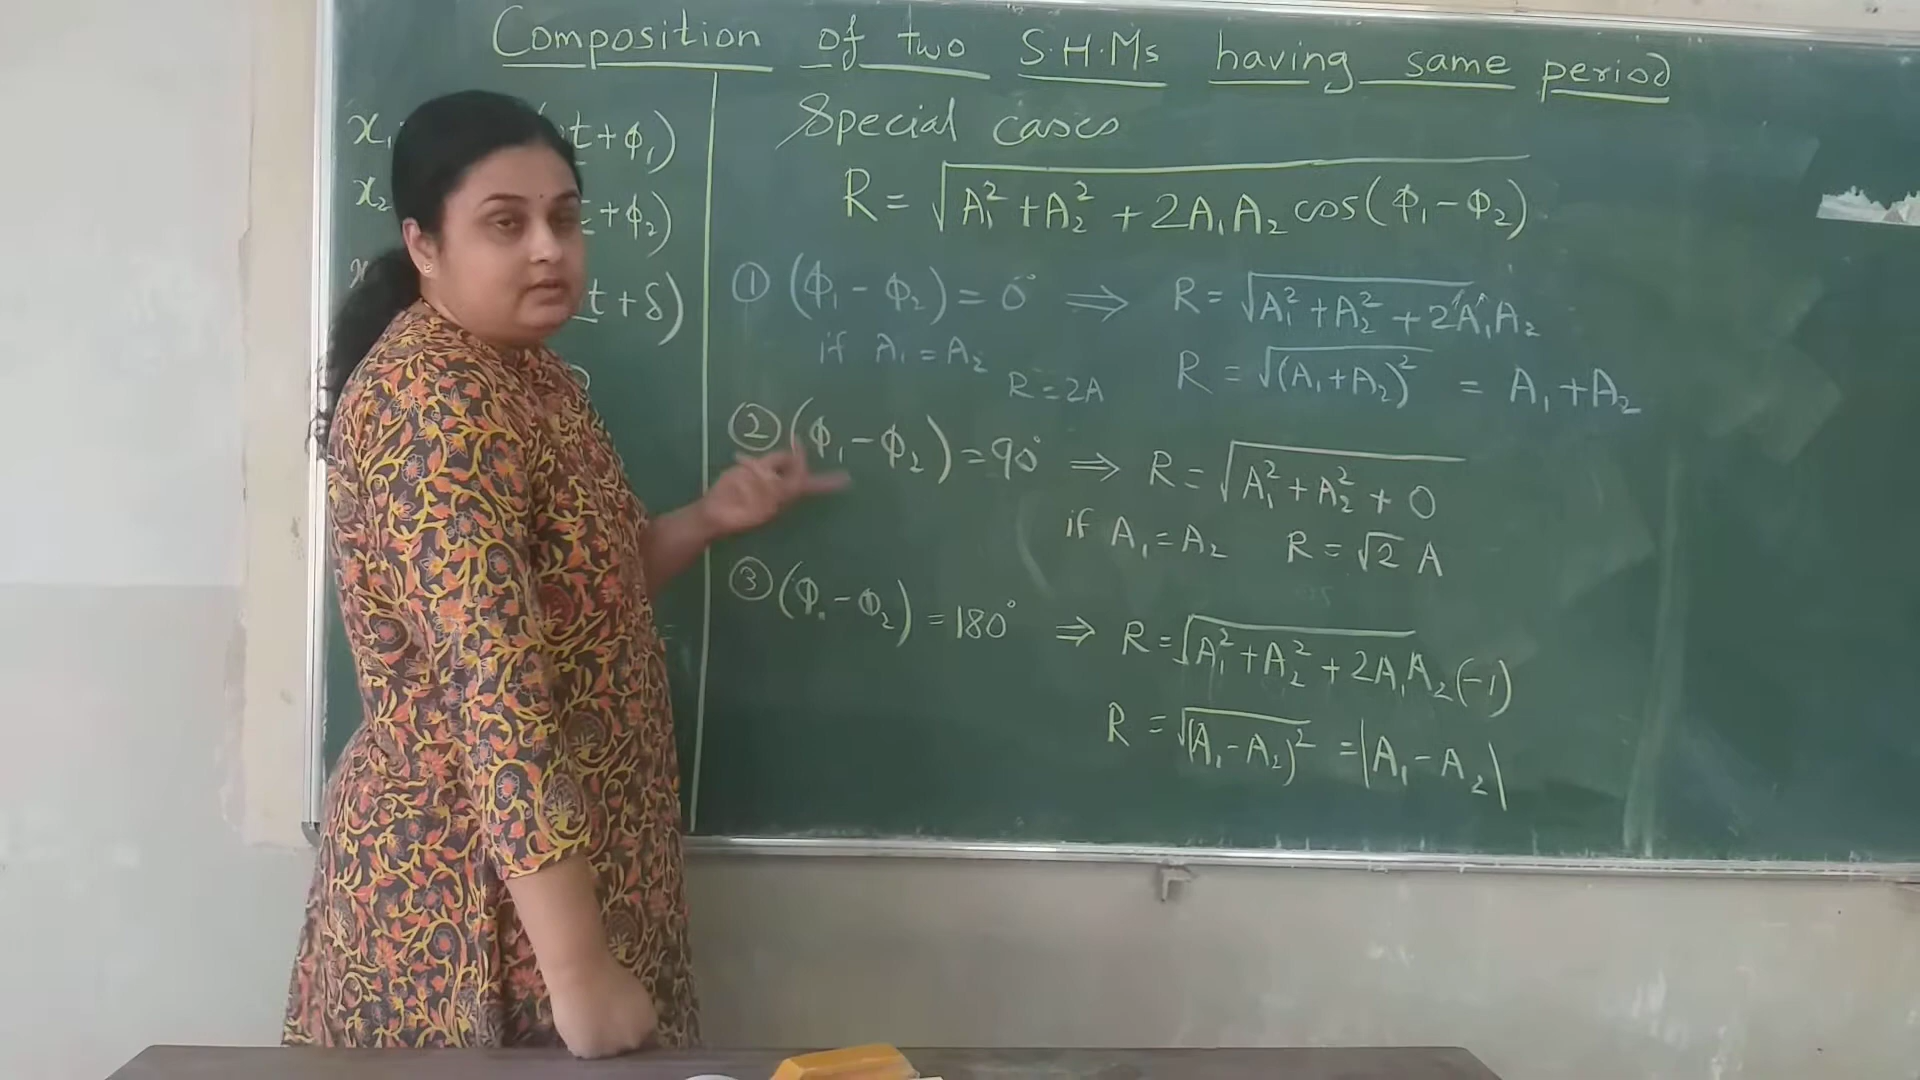 Composition of two S.H.Ms having same period
x₁ t + ϕ₁)
x₂ t + ϕ₂)
t + δ)
Special cases
R = √(A₁² + A₂² + 2A₁A₂ cos(ϕ₁ - ϕ₂))
① (ϕ₁ - ϕ₂) = 0° ⇒ R = √(A₁² + A₂² + 2A₁A₂)
if A₁ = A₂
R = 2A R = √(A₁ + A₂)² = A₁ + A₂
② (ϕ₁ - ϕ₂) = 90° ⇒ R = √(A₁² + A₂² + 0)
if A₁ = A₂ R = √2 A
③ (ϕ₁ - ϕ₂) = 180° ⇒ R = √(A₁² + A₂² + 2A₁A₂(-1))
R = √(A₁ - A₂)² = |A₁ - A₂|